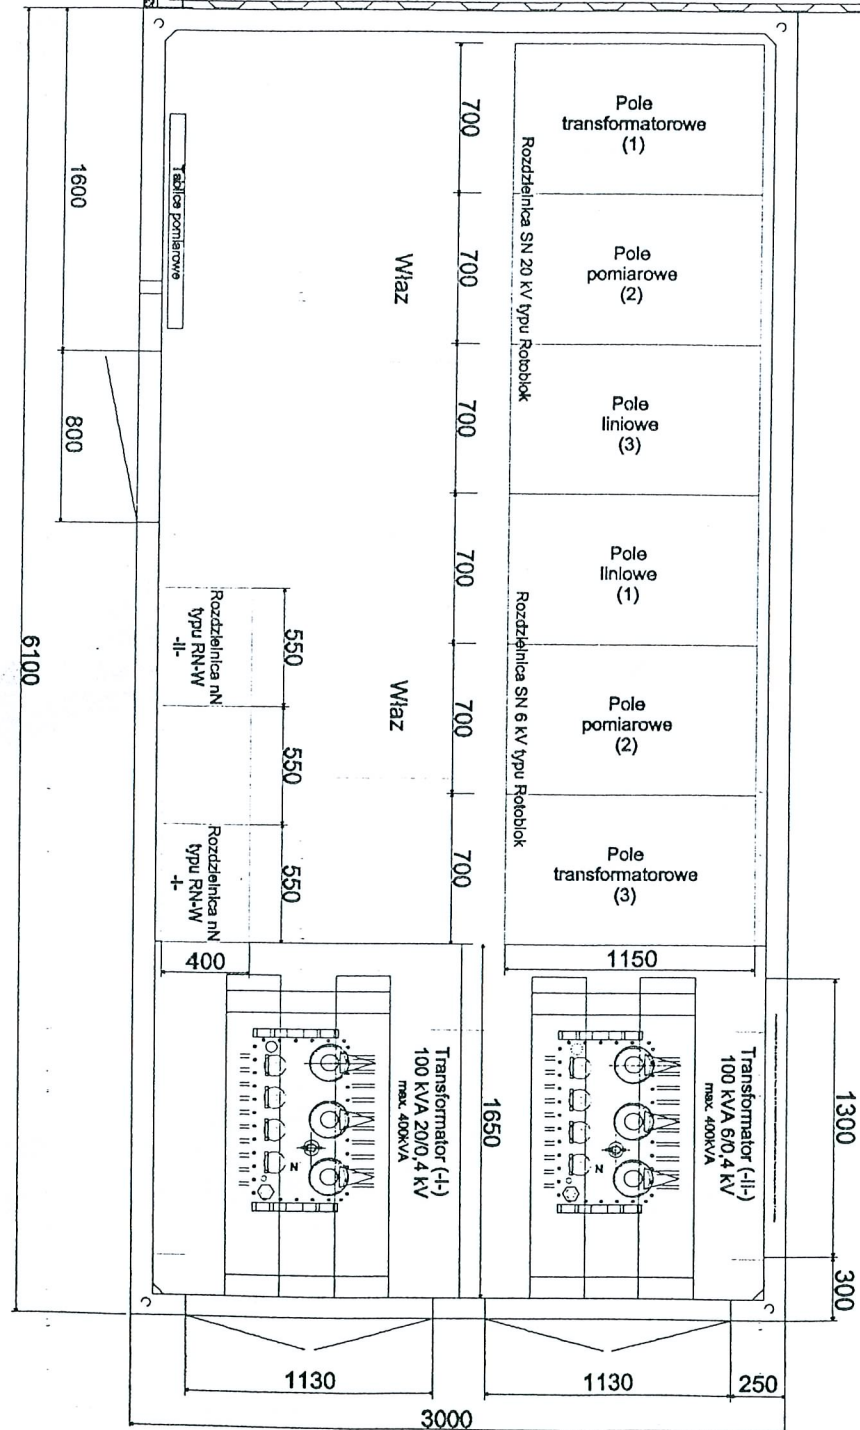 Pole
transformatorowe
(1)
Pole
pomiarowe
(2)
Pole
liniowe
(3)
Pole
liniowe
(1)
Pole
pomiarowe
(2)
Pole
transformatorowe
(3)
Rozdzielnica SN 20 kV typu Rotoblok
Rozdzielnica SN 6 kV typu Rotoblok
700
700
700
700
700
700
Właz
Właz
Tablice pomiarowe
1600
800
6100
Rozdzielnica nN
typu RN-W
-II-
Rozdzielnica nN
typu RN-W
-I-
550
550
550
400
1150
1650
Transformator (-I-)
100 kVA 20/0,4 kV
max. 400kVA
N
Transformator (-II-)
100 kVA 6/0,4 kV
max. 400kVA
N
1300
300
1130
1130
250
3000